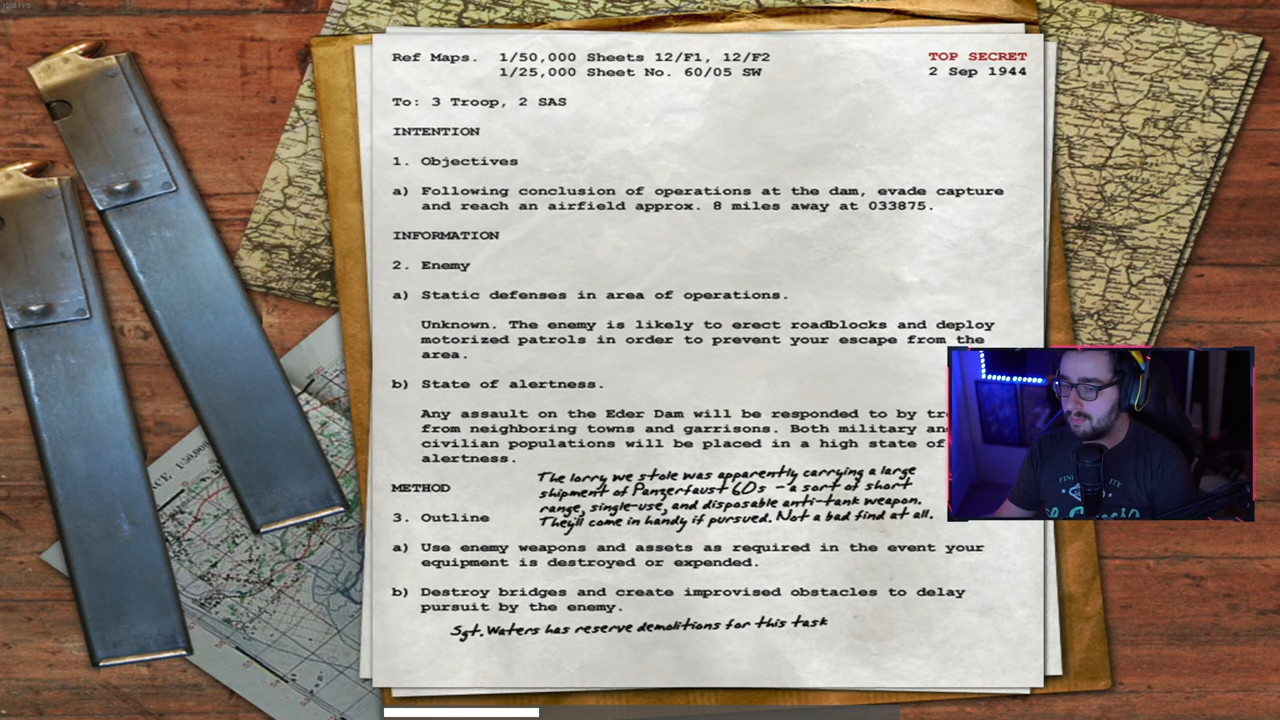 1000 FPS
Ref Maps. 1/50,000 Sheets 12/F1, 12/F2
TOP SECRET
1/25,000 Sheet No. 60/05 SW
2 Sep 1944
To: 3 Troop, 2 SAS
INTENTION
1. Objectives
a) Following conclusion of operations at the dam, evade capture
and reach an airfield approx. 8 miles away at 033875.
INFORMATION
2. Enemy
a) Static defenses in area of operations.
Unknown. The enemy is likely to erect roadblocks and deploy
motorized patrols in order to prevent your escape from the
area.
b) State of alertness.
Any assault on the Eder Dam will be responded to by
from neighboring towns and garrisons. Both military
civilian populations will be placed in a high state of
alertness.
The lorry we stole was apparently carrying a large
shipment of Panzerfaust 60s - a sort of short
range, single-use, and disposable anti-tank weapon.
They'll come in handy if pursued. Not a bad find at all.
METHOD
3. Outline
a) Use enemy weapons and assets as required in the event your
equipment is destroyed or expended.
b) Destroy bridges and create improvised obstacles to delay
pursuit by the enemy.
Sgt. Waters has reserve demolitions for this task